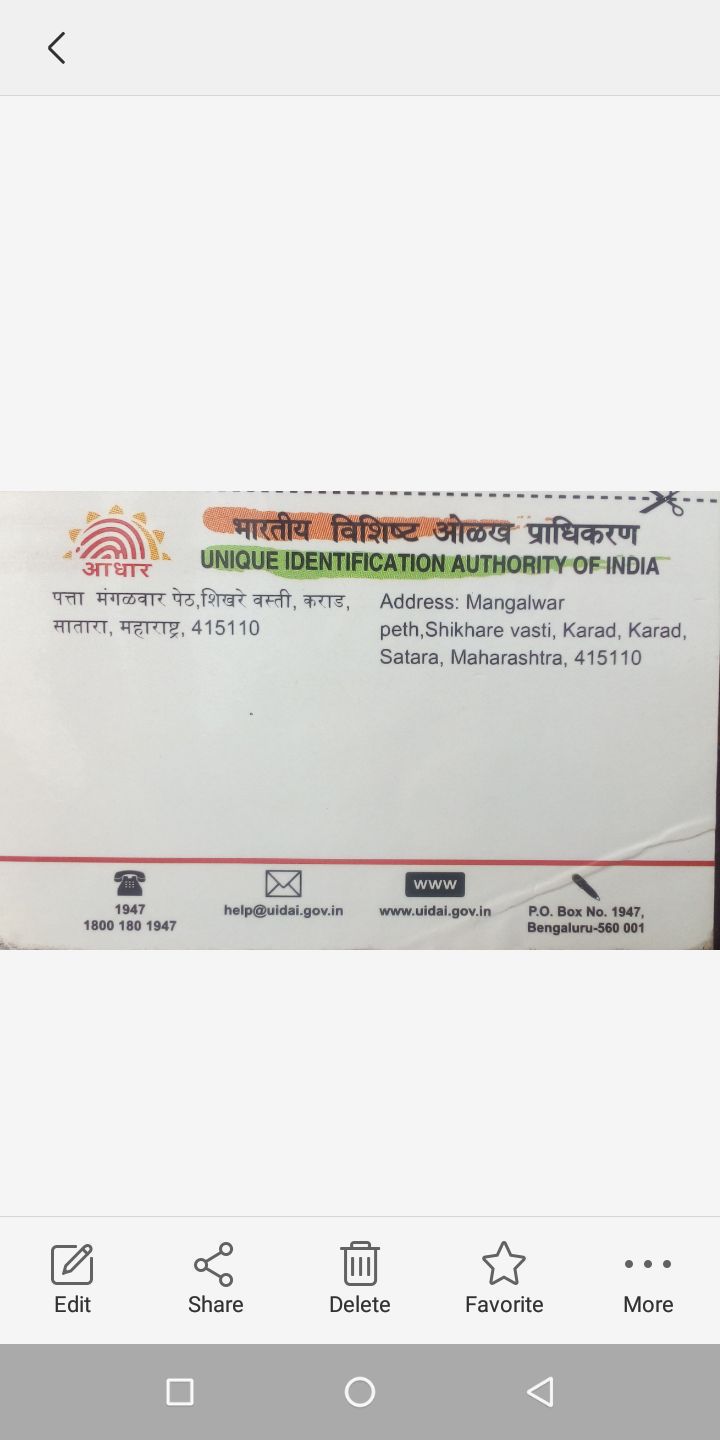 भारतीय विशिष्ट ओळख प्राधिकरण
आधार
UNIQUE IDENTIFICATION AUTHORITY OF INDIA
पत्ता मंगळवार पेठ,शिखरे वस्ती, कराड,
सातारा, महाराष्ट्र, 415110
Address: Mangalwar
peth,Shikhare vasti, Karad, Karad,
Satara, Maharashtra, 415110
1947
1800 180 1947
help@uidai.gov.in
www
www.uidai.gov.in
P.O. Box No. 1947,
Bengaluru-560 001
Edit
Share
Delete
Favorite
More